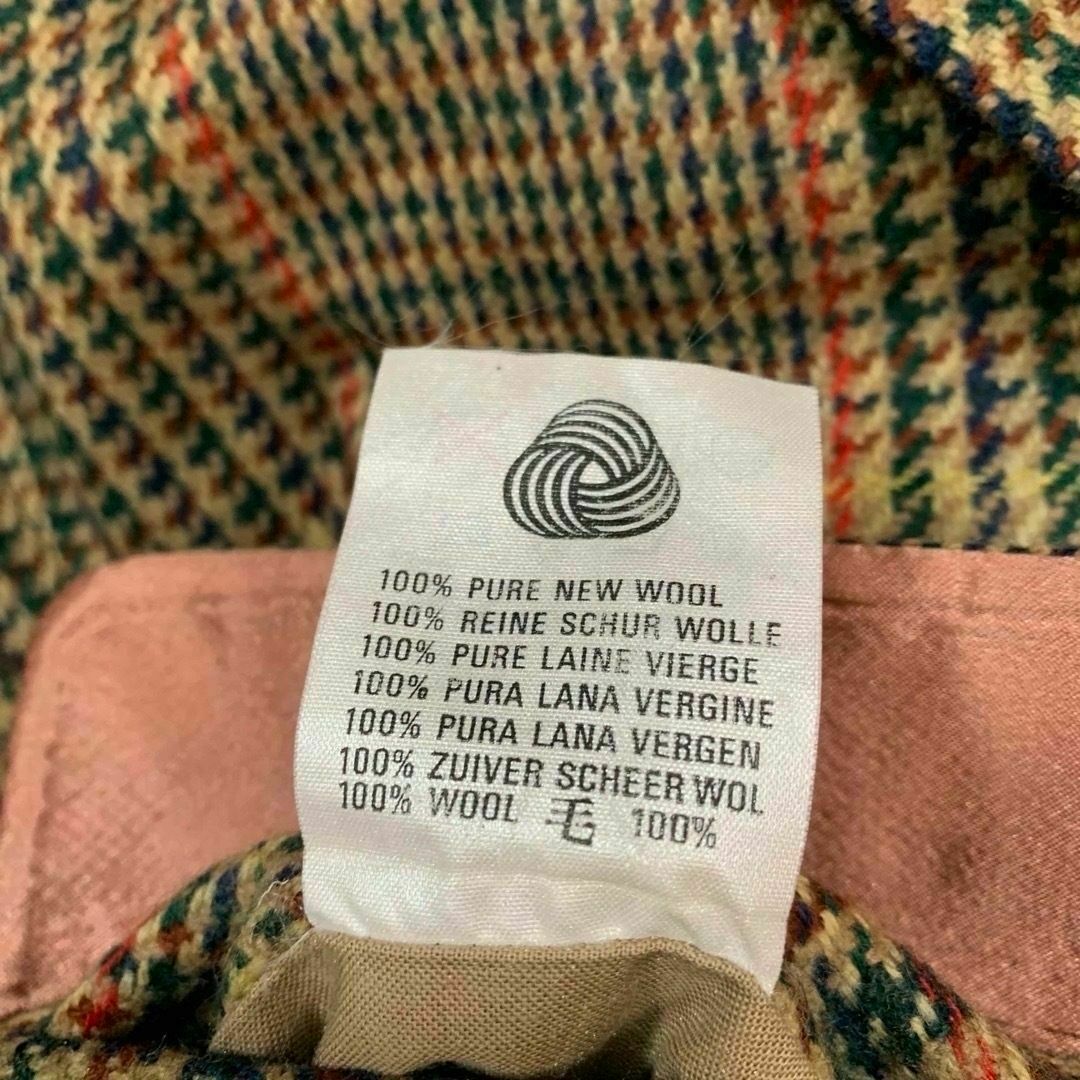 100% PURE NEW WOOL
100% REINE SCHUR WOLLE
100% PURE LAINE VIERGE
100% PURA LANA VERGINE
100% PURA LANA VERGEN
100% ZUIVER SCHEER WOL
100% WOOL 毛 100%